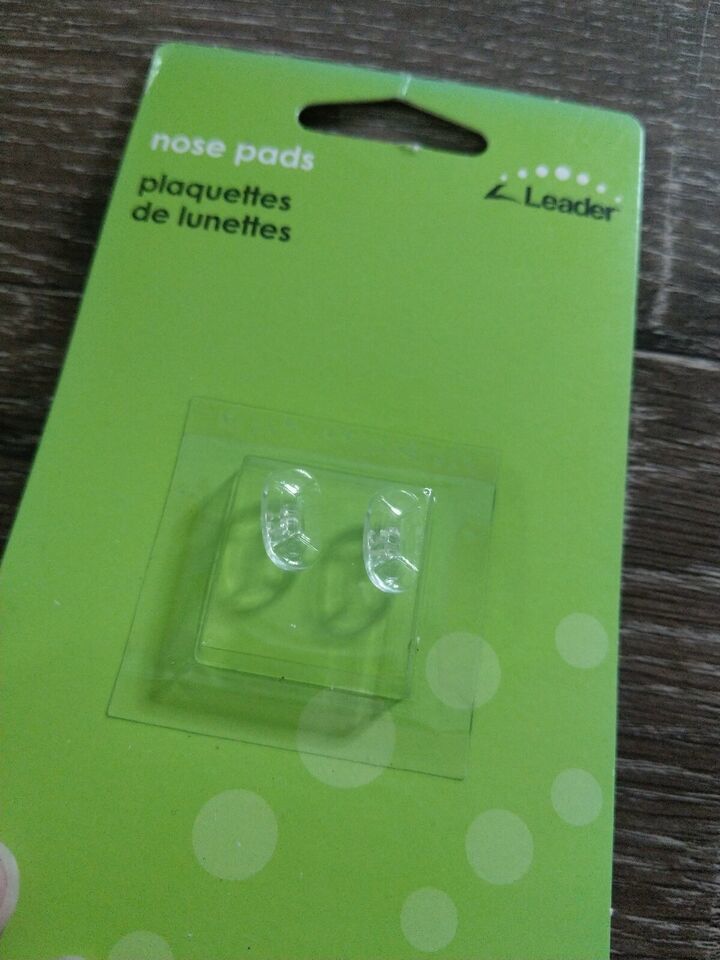 nose pads
plaquettes
de lunettes
Leader